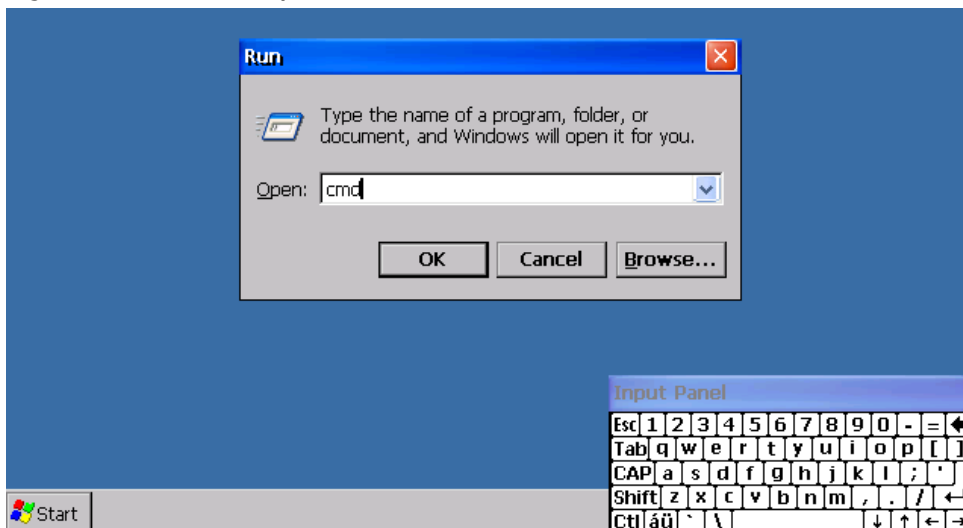 Run
Type the name of a program, folder, or
document, and Windows will open it for you.
Open: cmd
OK Cancel Browse...
Input Panel
Esc 1 2 3 4 5 6 7 8 9 0 - =
Tab q w e r t y u i o p [ ]
CAP a s d f g h j k l ; '
Shift z x c v b n m , . /
Ctl áü ` \
Start